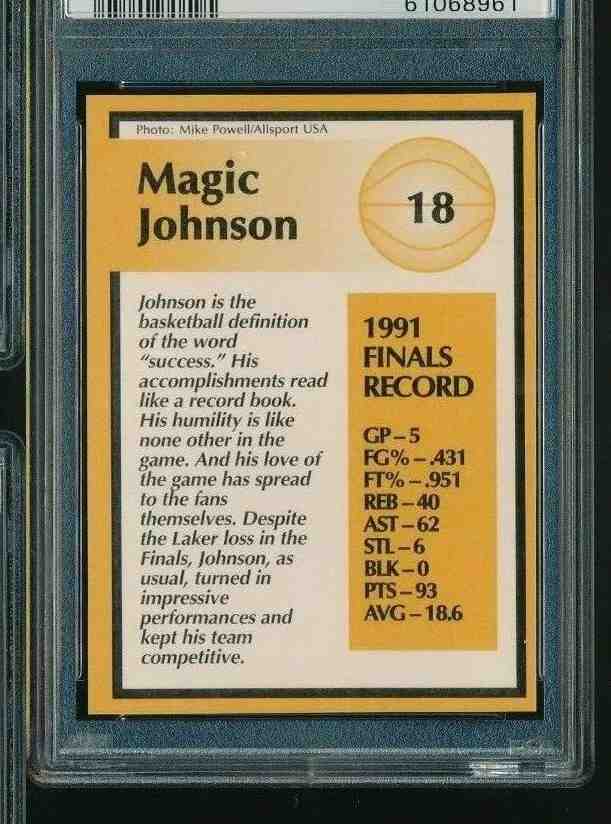 61068961
Photo: Mike Powell/Allsport USA
Magic
Johnson
18
Johnson is the
basketball definition
of the word
“success.” His
accomplishments read
like a record book.
His humility is like
none other in the
game. And his love of
the game has spread
to the fans
themselves. Despite
the Laker loss in the
Finals, Johnson, as
usual, turned in
impressive
performances and
kept his team
competitive.
1991
FINALS
RECORD
GP–5
FG%–.431
FT%–.951
REB–40
AST–62
STL–6
BLK–0
PTS–93
AVG–18.6